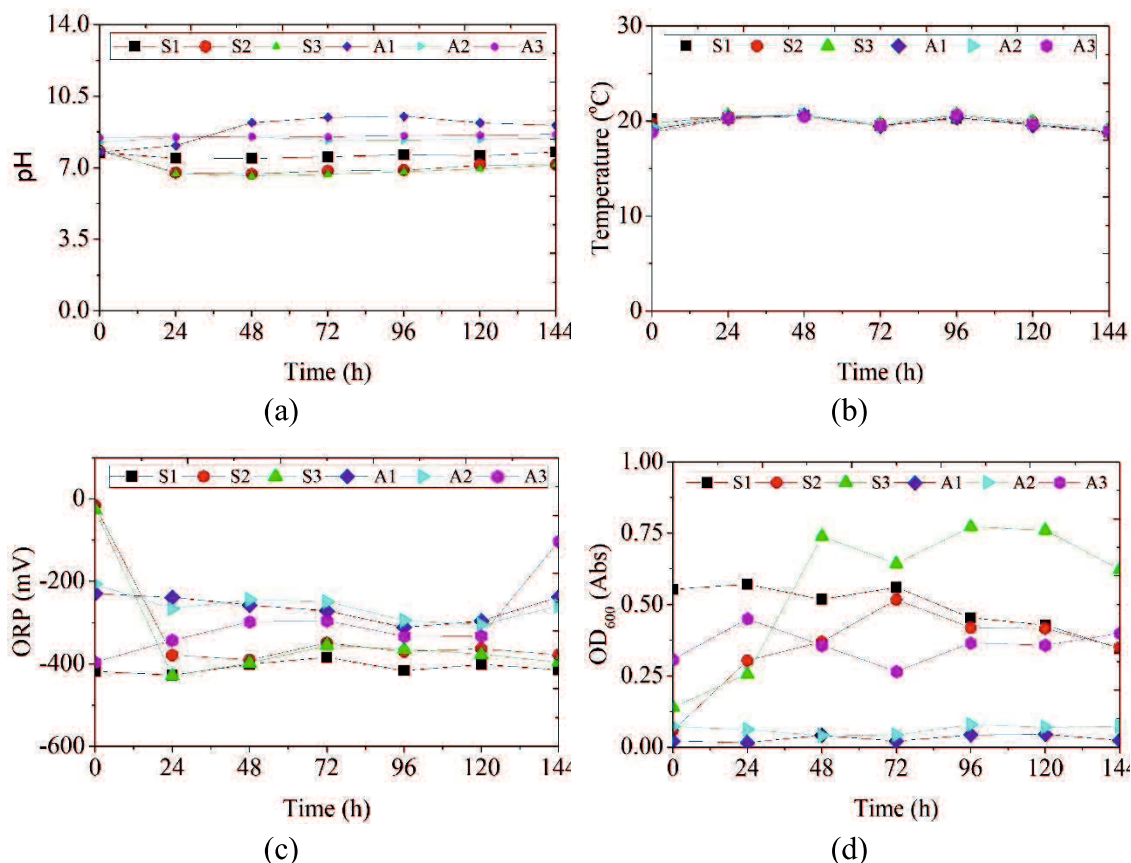 14.0
S1 S2 S3 A1 A2 A3
10.5
7.0
3.5
0.0
pH
0 24 48 72 96 120 144
Time (h)
(a)
30
S1 S2 S3 A1 A2 A3
20
10
0
Temperature (°C)
0 24 48 72 96 120 144
Time (h)
(b)
S1 S2 S3 A1 A2 A3
0
-200
-400
-600
ORP (mV)
0 24 48 72 96 120 144
Time (h)
(c)
1.00
S1 S2 S3 A1 A2 A3
0.75
0.50
0.25
0.00
OD600 (Abs)
0 24 48 72 96 120 144
Time (h)
(d)